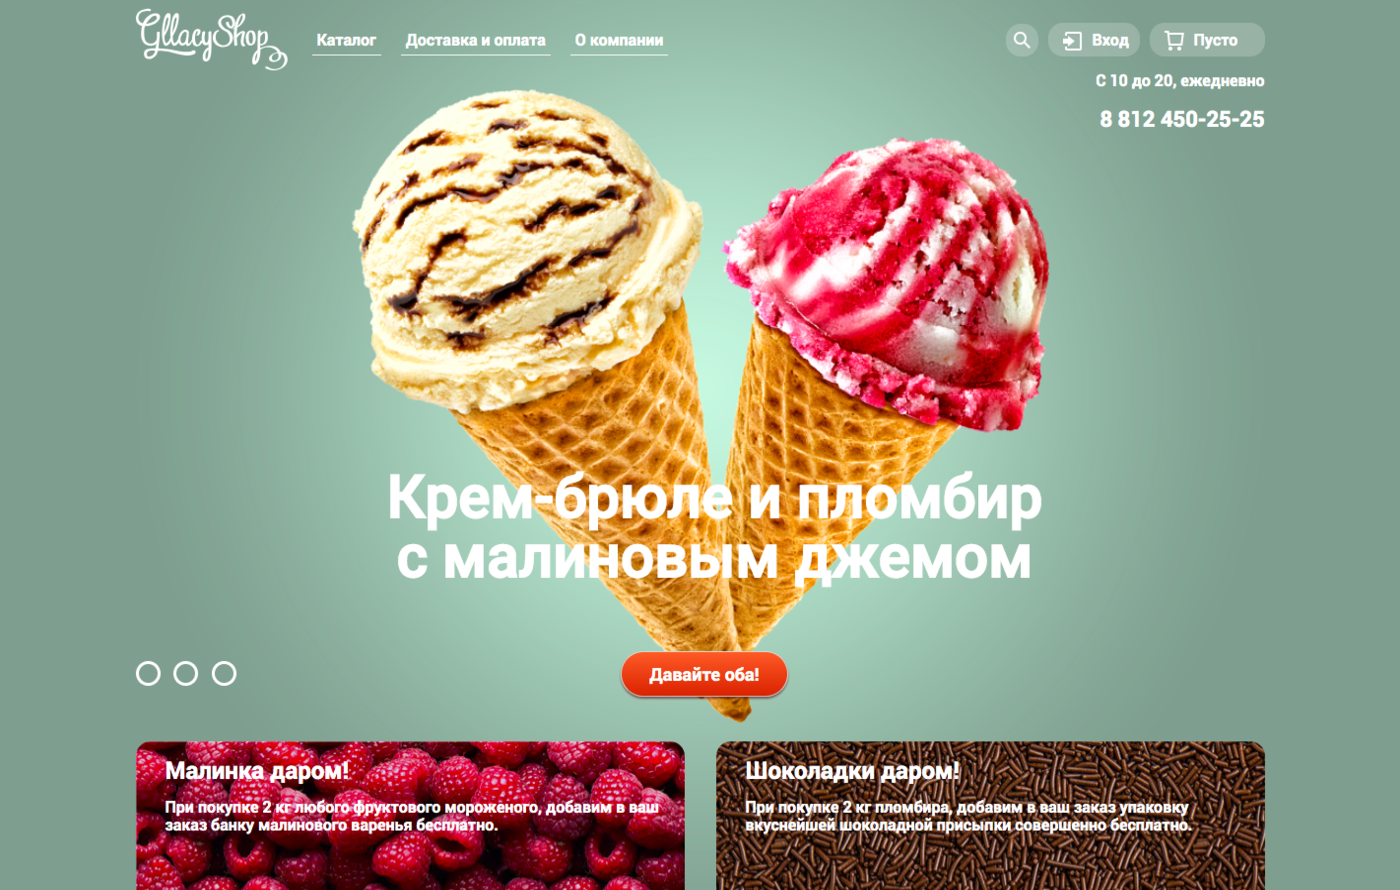 GllacyShop
Каталог
Доставка и оплата
О компании
Вход
Пусто
С 10 до 20, ежедневно
8 812 450-25-25
Крем-брюле и пломбир
с малиновым джемом
Давайте оба!
Малинка даром!
При покупке 2 кг любого фруктового мороженого, добавим в ваш
заказ банку малинового варенья бесплатно.
Шоколадки даром!
При покупке 2 кг пломбира, добавим в ваш заказ упаковку
вкуснейшей шоколадной присыпки совершенно бесплатно.